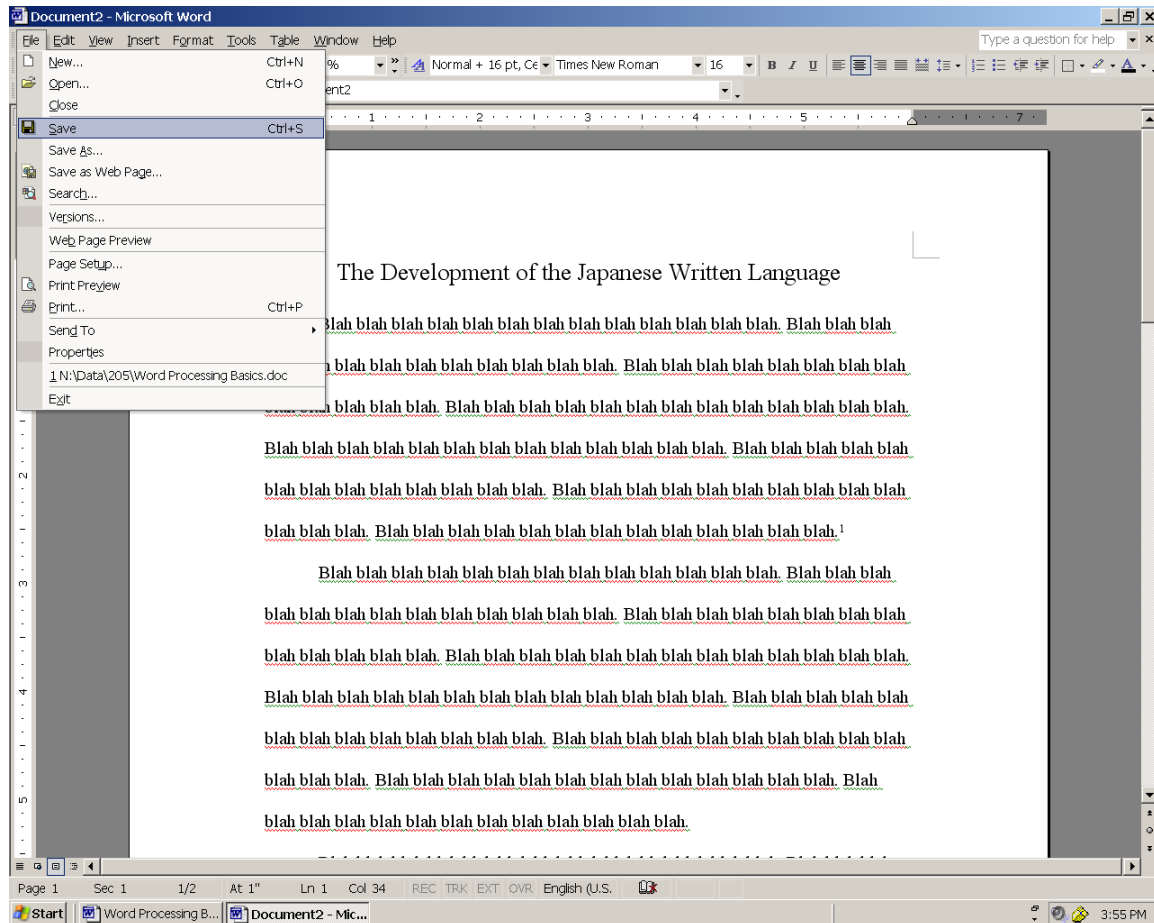 Document2 - Microsoft Word
File Edit View Insert Format Tools Table Window Help Type a question for help
% Normal + 16 pt, Ce Times New Roman 16 B I U
ent2
New... Ctrl+N
Open... Ctrl+O
Close
Save Ctrl+S
Save As...
Save as Web Page...
Search...
Versions...
Web Page Preview
Page Setup...
Print Preview
Print... Ctrl+P
Send To
Properties
1 N:\Data\205\Word Processing Basics.doc
Exit
1 2 3 4 5 7
2
3
4
5
The Development of the Japanese Written Language
Blah blah blah blah blah blah blah blah blah blah blah blah blah. Blah blah blah
blah blah blah blah blah blah blah blah. Blah blah blah blah blah blah blah blah
blah blah blah. Blah blah blah blah blah blah blah blah blah blah blah blah blah.
Blah blah blah blah blah blah blah blah blah blah blah blah blah. Blah blah blah blah blah
blah blah blah blah blah blah blah blah. Blah blah blah blah blah blah blah blah blah blah
blah blah blah. Blah blah blah blah blah blah blah blah blah blah blah blah blah.1
Blah blah blah blah blah blah blah blah blah blah blah blah blah. Blah blah blah
blah blah blah blah blah blah blah blah blah blah. Blah blah blah blah blah blah blah blah
blah blah blah blah blah. Blah blah blah blah blah blah blah blah blah blah blah blah blah.
Blah blah blah blah blah blah blah blah blah blah blah blah blah. Blah blah blah blah blah
blah blah blah blah blah blah blah blah. Blah blah blah blah blah blah blah blah blah blah
blah blah blah. Blah blah blah blah blah blah blah blah blah blah blah blah blah. Blah
blah blah blah blah blah blah blah blah blah blah blah blah.
Page 1 Sec 1 1/2 At 1" Ln 1 Col 34 REC TRK EXT OVR English (U.S.
Start Word Processing B... Document2 - Mic... 3:55 PM